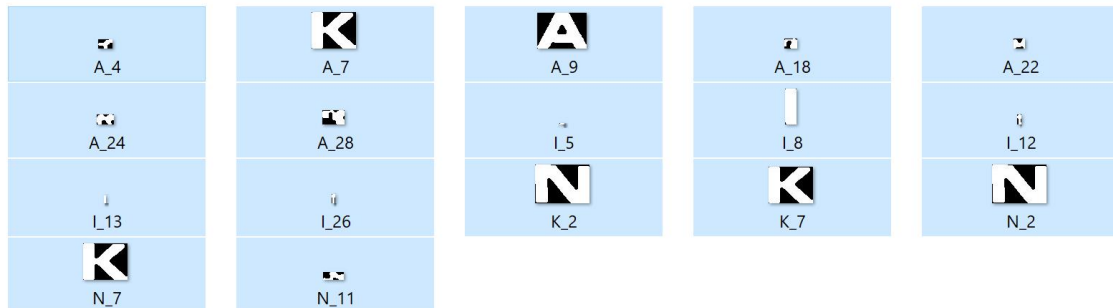 K A
A_4 A_7 A_9 A_18 A_22
A_24 A_28 I_5 I_8 I_12
N K N
I_13 I_26 K_2 K_7 N_2
K
N_7 N_11